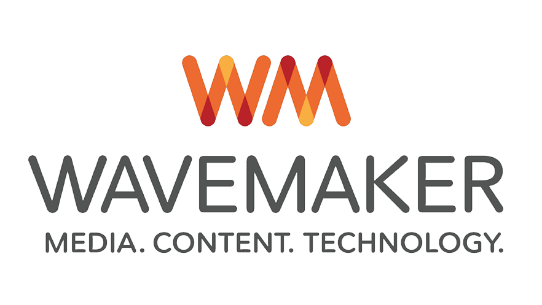 WM
WAVEMAKER
MEDIA. CONTENT. TECHNOLOGY.